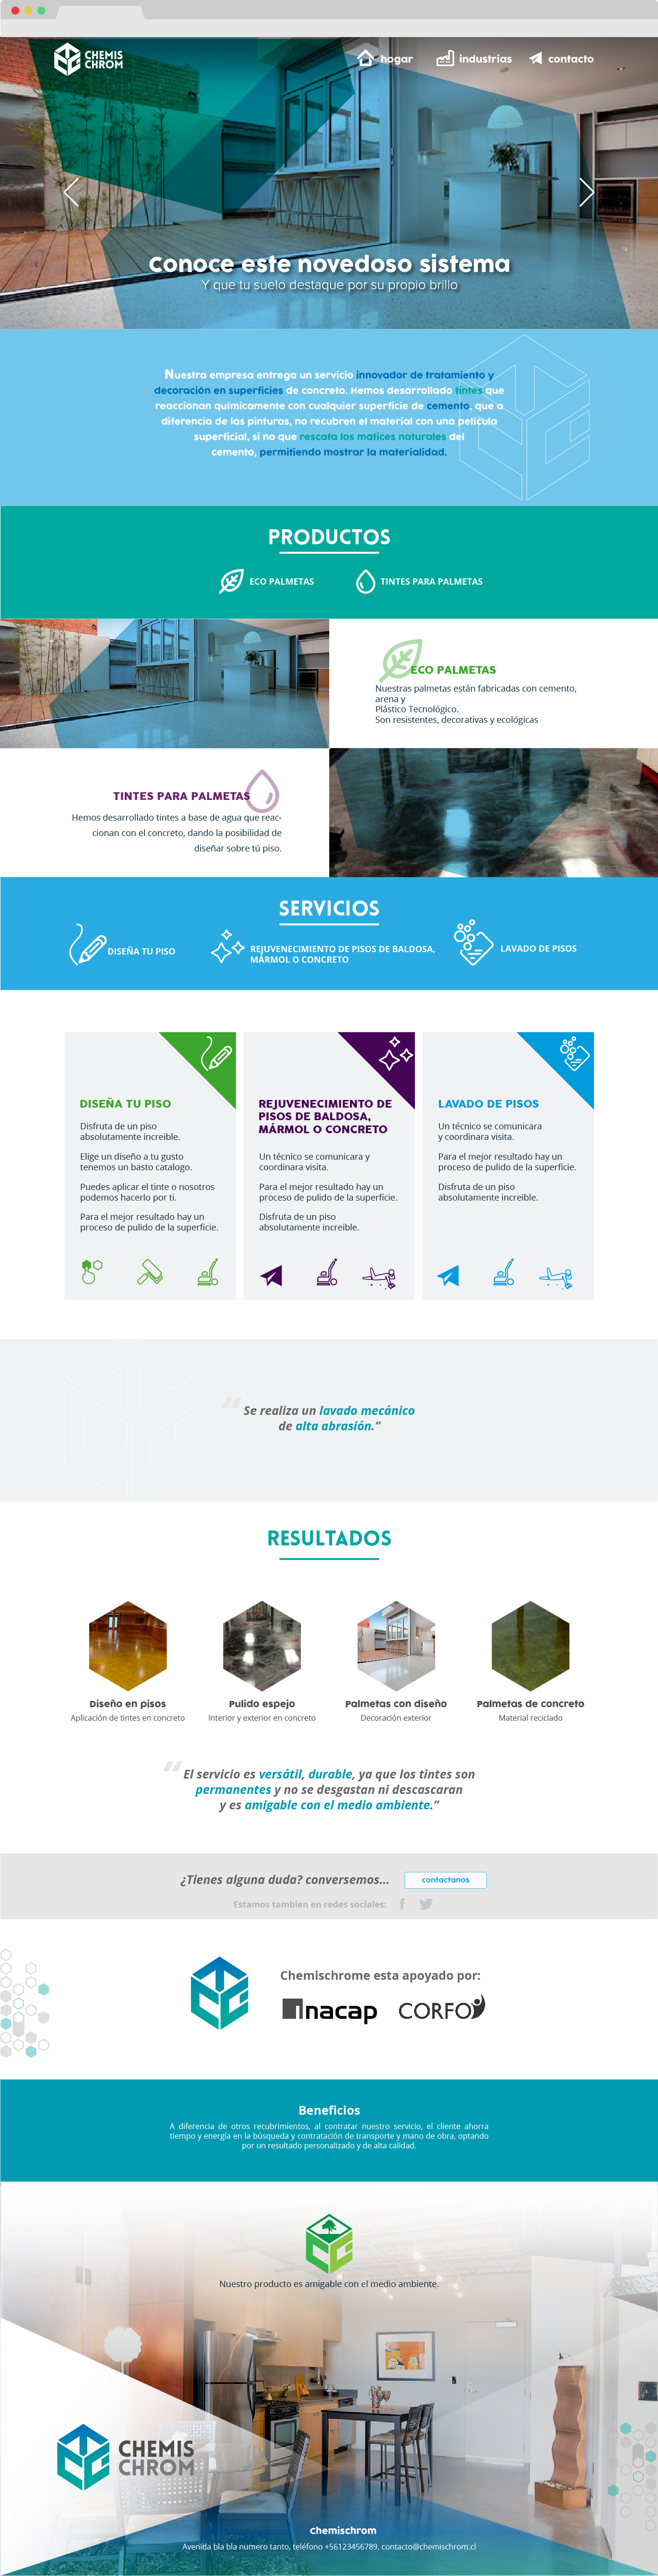 CHEMIS
CHROM
hogar
industrias
contacto
Conoce este novedoso sistema
Y que tu suelo destaque por su propio brillo
Nuestra empresa entrega un servicio innovador de tratamiento y
decoración en superficies de concreto. Hemos desarrollado tintes que
reaccionan químicamente con cualquier superficie de cemento, que a
diferencia de las pinturas, no recubren el material con una película
superficial, si no que rescata los matices naturales del
cemento, permitiendo mostrar la materialidad.
PRODUCTOS
ECO PALMETAS
TINTES PARA PALMETAS
ECO PALMETAS
Nuestras palmetas están fabricadas con cemento,
arena y
Plástico Tecnológico.
Son resistentes, decorativas y ecológicas
TINTES PARA PALMETAS
Hemos desarrollado tintes a base de agua que reac-
cionan con el concreto, dando la posibilidad de
diseñar sobre tú piso.
SERVICIOS
DISEÑA TU PISO
REJUVENECIMIENTO DE PISOS DE BALDOSA,
MÁRMOL O CONCRETO
LAVADO DE PISOS
DISEÑA TU PISO
Disfruta de un piso
absolutamente increible.
Elige un diseño a tu gusto
tenemos un basto catalogo.
Puedes aplicar el tinte o nosotros
podemos hacerlo por ti.
Para el mejor resultado hay un
proceso de pulido de la superficie.
REJUVENECIMIENTO DE
PISOS DE BALDOSA,
MÁRMOL O CONCRETO
Un técnico se comunicara y
coordinara visita.
Para el mejor resultado hay un
proceso de pulido de la superficie.
Disfruta de un piso
absolutamente increible.
LAVADO DE PISOS
Un técnico se comunicara
y coordinara visita.
Para el mejor resultado hay un
proceso de pulido de la superficie.
Disfruta de un piso
absolutamente increible.
“Se realiza un lavado mecánico
de alta abrasión.”
RESULTADOS
Diseño en pisos
Aplicación de tintes en concreto
Pulido espejo
Interior y exterior en concreto
Palmetas con diseño
Decoración exterior
Palmetas de concreto
Material reciclado
“El servicio es versátil, durable, ya que los tintes son
permanentes y no se desgastan ni descascaran
y es amigable con el medio ambiente.”
¿Tienes alguna duda? conversemos...
contactanos
Estamos tambien en redes sociales:
Chemischrome esta apoyado por:
Inacap
CORFO
Beneficios
A diferencia de otros recubrimientos, al contratar nuestro servicio, el cliente ahorra
tiempo y energía en la búsqueda y contratación de transporte y mano de obra, optando
por un resultado personalizado y de alta calidad.
Nuestro producto es amigable con el medio ambiente.
CHEMIS
CHROM
Chemischrom
Avenida bla bla numero tanto, teléfono +56123456789, contacto@chemischrom.cl